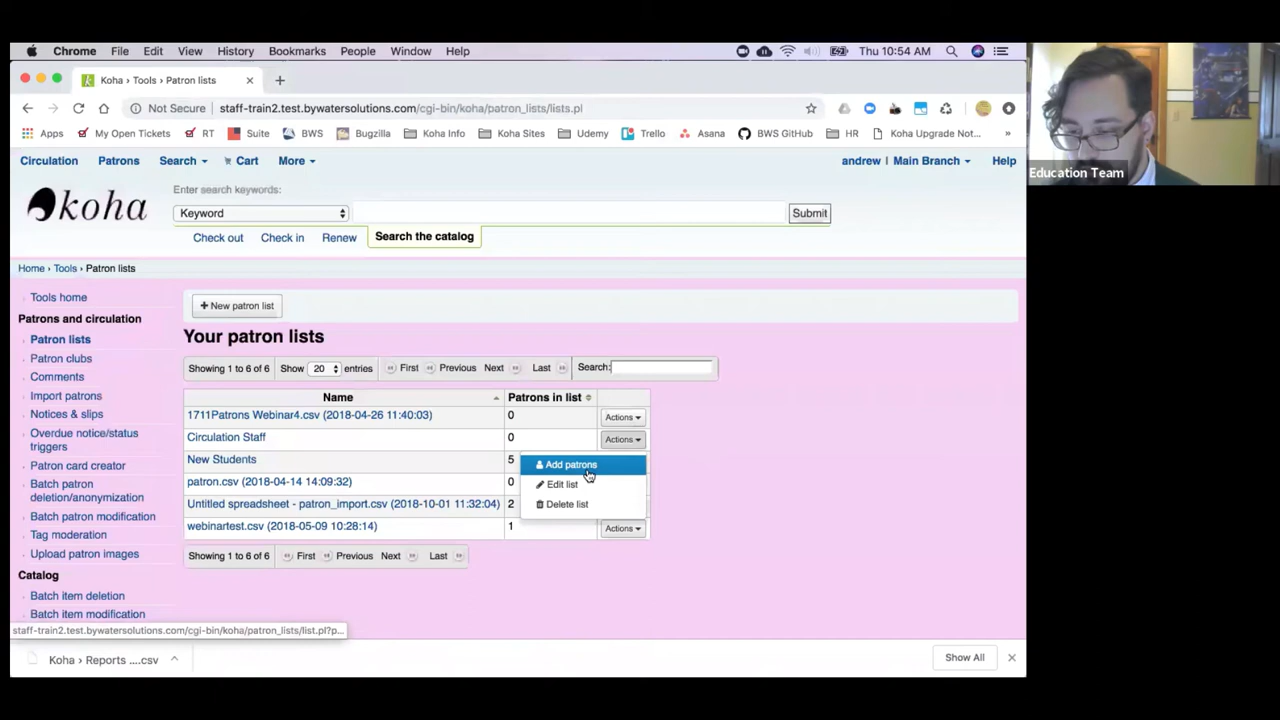 Chrome File Edit View History Bookmarks People Window Help Thu 10:54 AM
Koha › Tools › Patron lists
Not Secure staff-train2.test.bywatersolutions.com/cgi-bin/koha/patron_lists/lists.pl
Apps My Open Tickets RT Suite BWS Bugzilla Koha Info Koha Sites Udemy Trello Asana BWS GitHub HR Koha Upgrade Not... »
Education Team
Circulation Patrons Search Cart More andrew Main Branch Help
koha
Enter search keywords:
Keyword Submit
Check out Check in Renew Search the catalog
Home › Tools › Patron lists
Tools home
Patrons and circulation
Patron lists
Patron clubs
Comments
Import patrons
Notices & slips
Overdue notice/status
triggers
Patron card creator
Batch patron
deletion/anonymization
Batch patron modification
Tag moderation
Upload patron images
Catalog
Batch item deletion
Batch item modification
+ New patron list
Your patron lists
Showing 1 to 6 of 6 Show 20 entries First Previous Next Last Search:
Name Patrons in list
1711Patrons Webinar4.csv (2018-04-26 11:40:03) 0 Actions
Circulation Staff 0 Actions
New Students 5
patron.csv (2018-04-14 14:09:32) 0
Untitled spreadsheet - patron_import.csv (2018-10-01 11:32:04) 2
webinartest.csv (2018-05-09 10:28:14) 1 Actions
Add patrons
Edit list
Delete list
Showing 1 to 6 of 6 First Previous Next Last
staff-train2.test.bywatersolutions.com/cgi-bin/koha/patron_lists/list.pl?p...
Koha › Reports ....csv Show All